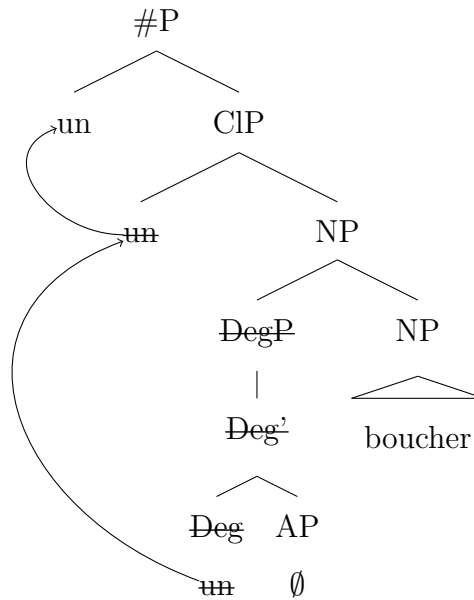 #P
un ClP
un NP
DegP NP
Deg' boucher
Deg AP
un ∅